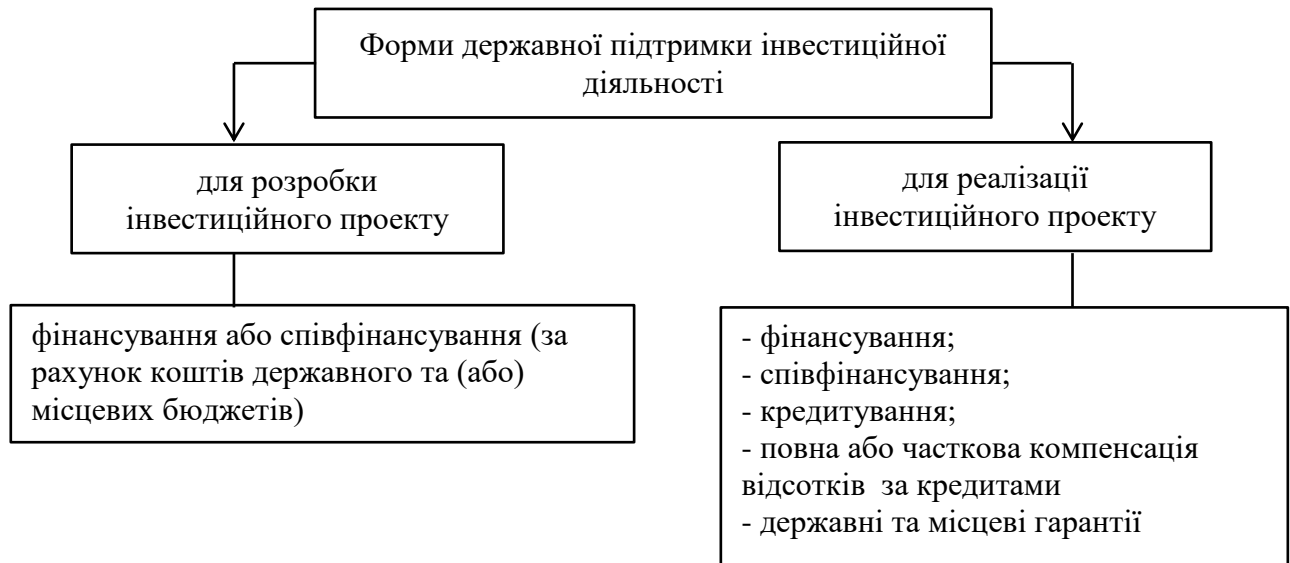 Форми державної підтримки інвестиційної
діяльності
для розробки
інвестиційного проекту
для реалізації
інвестиційного проекту
фінансування або співфінансування (за
рахунок коштів державного та (або)
місцевих бюджетів)
- фінансування;
- співфінансування;
- кредитування;
- повна або часткова компенсація
відсотків за кредитами
- державні та місцеві гарантії